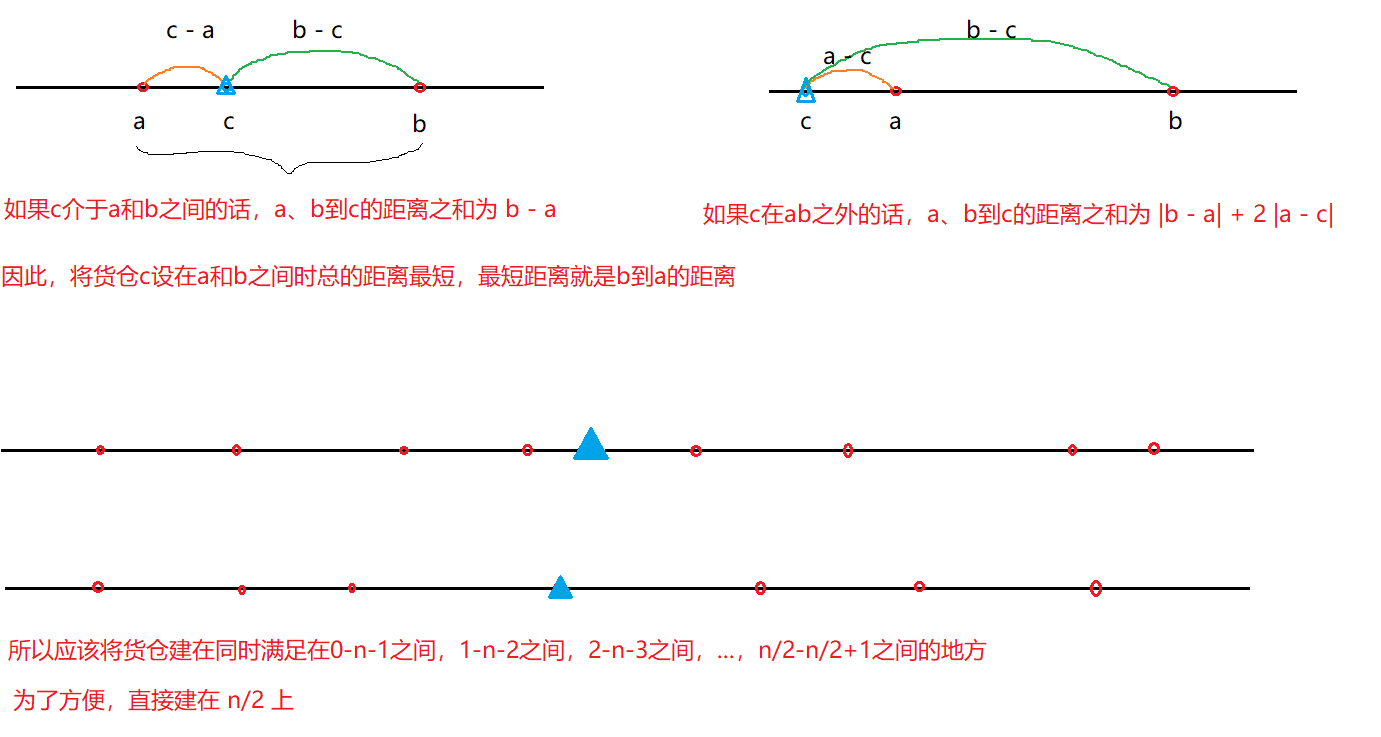 c - a
b - c
a
c
b
b - c
a - c
c
a
b
如果c介于a和b之间的话，a、b到c的距离之和为 b - a
如果c在ab之外的话，a、b到c的距离之和为 |b - a| + 2 |a - c|
因此，将货仓c设在a和b之间时总的距离最短，最短距离就是b到a的距离
所以应该将货仓建在同时满足在0-n-1之间，1-n-2之间，2-n-3之间，...，n/2-n/2+1之间的地方
为了方便，直接建在 n/2 上